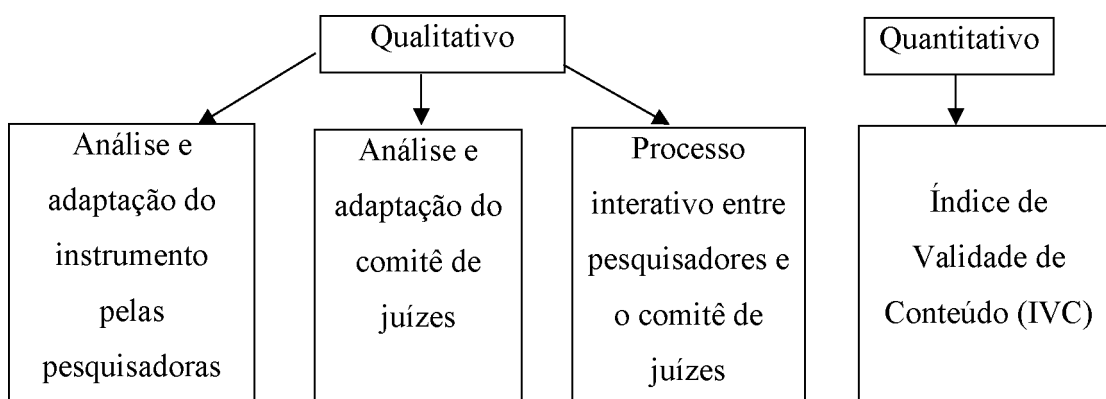 Qualitativo
Quantitativo
Análise e
adaptação do
instrumento
pelas
pesquisadoras
Análise e
adaptação do
comitê de
juízes
Processo
interativo entre
pesquisadores e
o comitê de
juízes
Índice de
Validade de
Conteúdo (IVC)